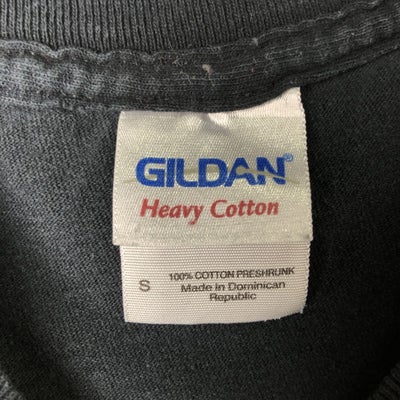 GILDAN®
Heavy Cotton
S
100% COTTON PRESHRUNK
Made in Dominican
Republic